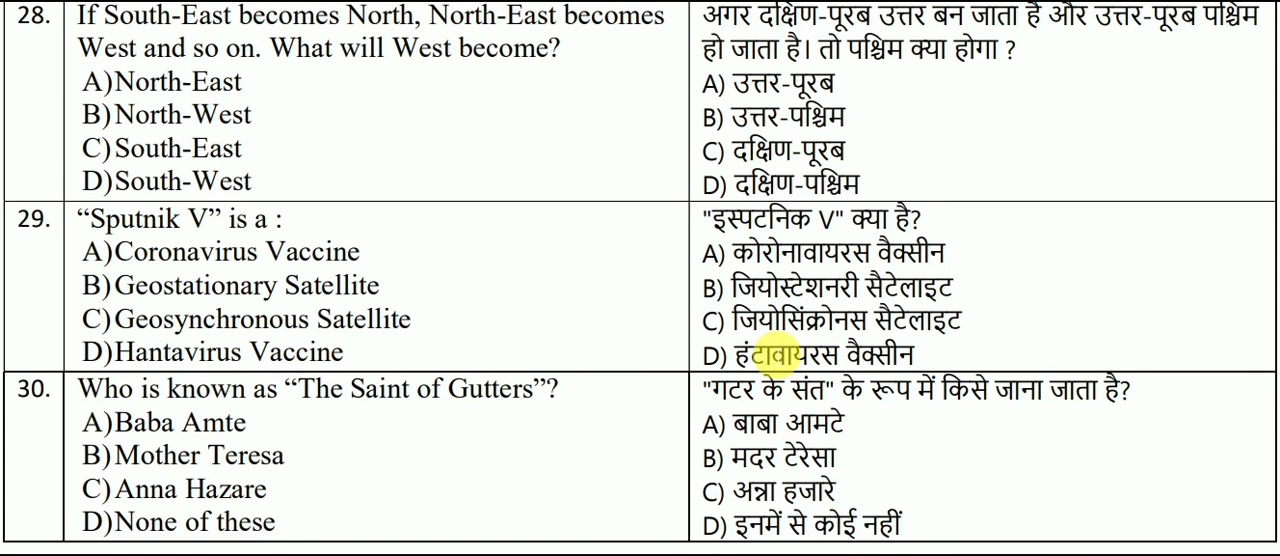 28.
If South-East becomes North, North-East becomes
West and so on. What will West become?
A) North-East
B) North-West
C) South-East
D) South-West
अगर दक्षिण-पूरब उत्तर बन जाता है और उत्तर-पूरब पश्चिम
हो जाता है। तो पश्चिम क्या होगा ?
A) उत्तर-पूरब
B) उत्तर-पश्चिम
C) दक्षिण-पूरब
D) दक्षिण-पश्चिम
29.
“Sputnik V” is a :
A) Coronavirus Vaccine
B) Geostationary Satellite
C) Geosynchronous Satellite
D) Hantavirus Vaccine
"इस्पटनिक V" क्या है?
A) कोरोनावायरस वैक्सीन
B) जियोस्टेशनरी सैटेलाइट
C) जियोसिंक्रोनस सैटेलाइट
D) हंटावायरस वैक्सीन
30.
Who is known as “The Saint of Gutters”?
A) Baba Amte
B) Mother Teresa
C) Anna Hazare
D) None of these
"गटर के संत" के रूप में किसे जाना जाता है?
A) बाबा आमटे
B) मदर टेरेसा
C) अन्ना हजारे
D) इनमें से कोई नहीं